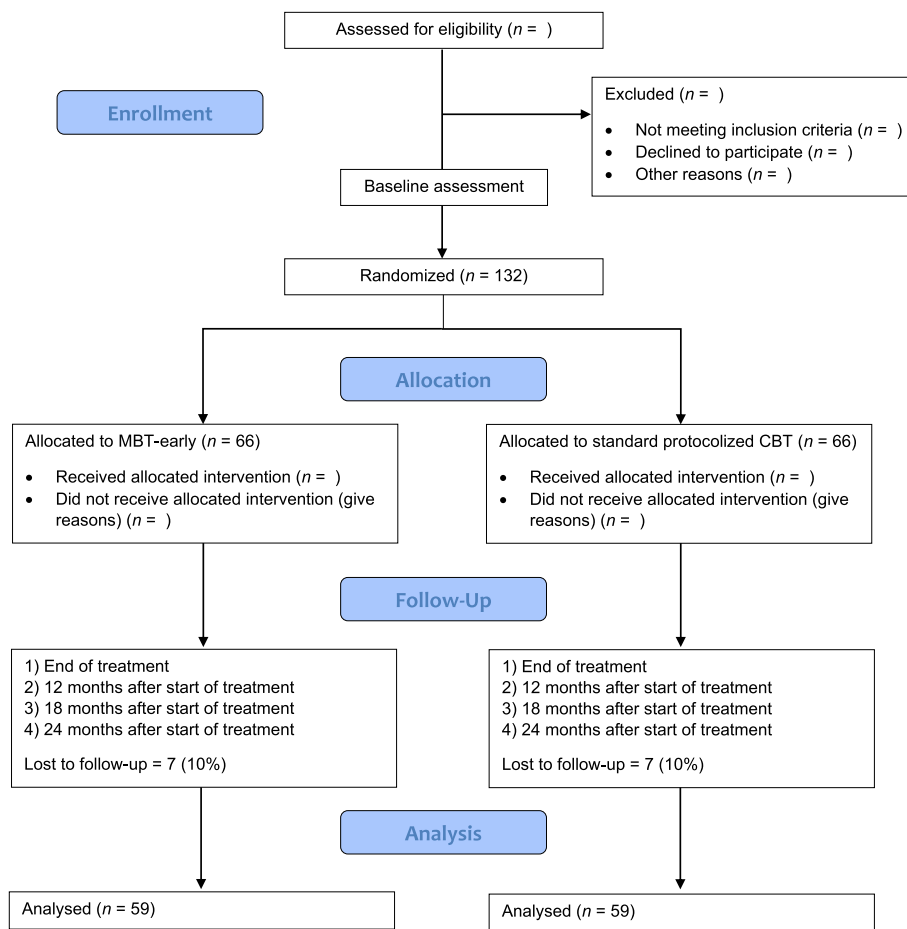 Assessed for eligibility (n = )
Enrollment
Excluded (n = )
• Not meeting inclusion criteria (n = )
• Declined to participate (n = )
• Other reasons (n = )
Baseline assessment
Randomized (n = 132)
Allocation
Allocated to MBT-early (n = 66)
• Received allocated intervention (n = )
• Did not receive allocated intervention (give
reasons) (n = )
Allocated to standard protocolized CBT (n = 66)
• Received allocated intervention (n = )
• Did not receive allocated intervention (give
reasons) (n = )
Follow-Up
1) End of treatment
2) 12 months after start of treatment
3) 18 months after start of treatment
4) 24 months after start of treatment
Lost to follow-up = 7 (10%)
1) End of treatment
2) 12 months after start of treatment
3) 18 months after start of treatment
4) 24 months after start of treatment
Lost to follow-up = 7 (10%)
Analysis
Analysed (n = 59)
Analysed (n = 59)